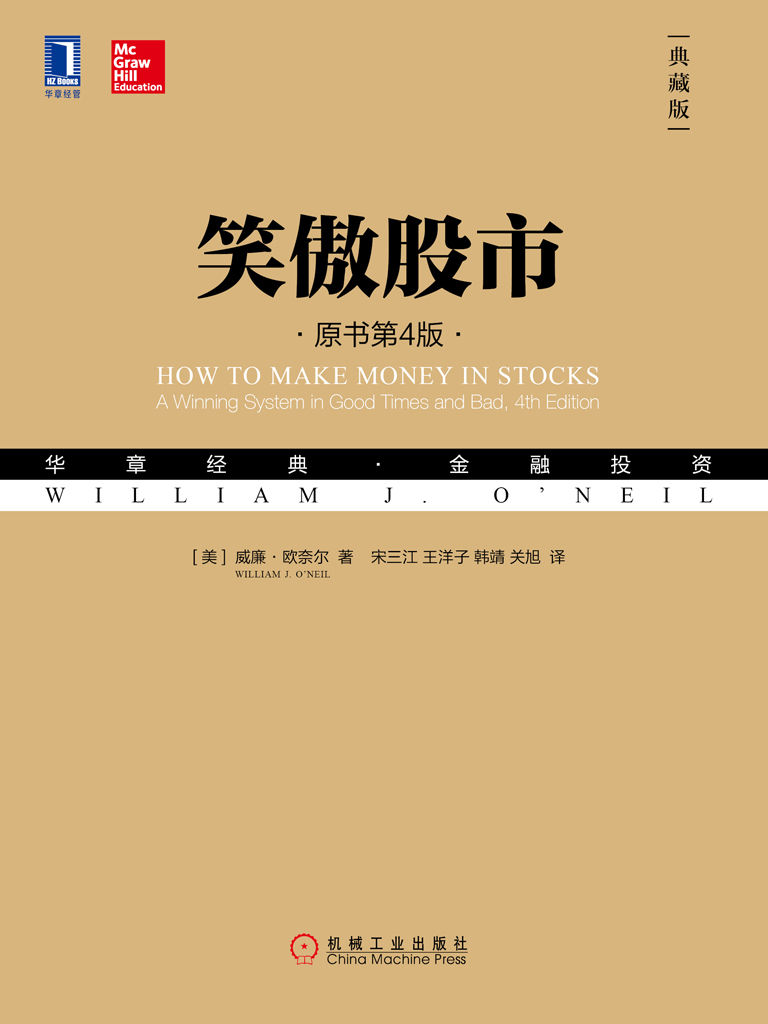 HZ Books
华章经管
Mc
Graw
Hill
Education
典藏版
笑傲股市
·原书第4版·
HOW TO MAKE MONEY IN STOCKS
A Winning System in Good Times and Bad, 4th Edition
华章经典·金融投资
WILLIAM J. O'NEIL
[美] 威廉·欧奈尔 著 宋三江 王洋子 韩靖 关旭 译
WILLIAM J. O'NEIL
机械工业出版社
China Machine Press